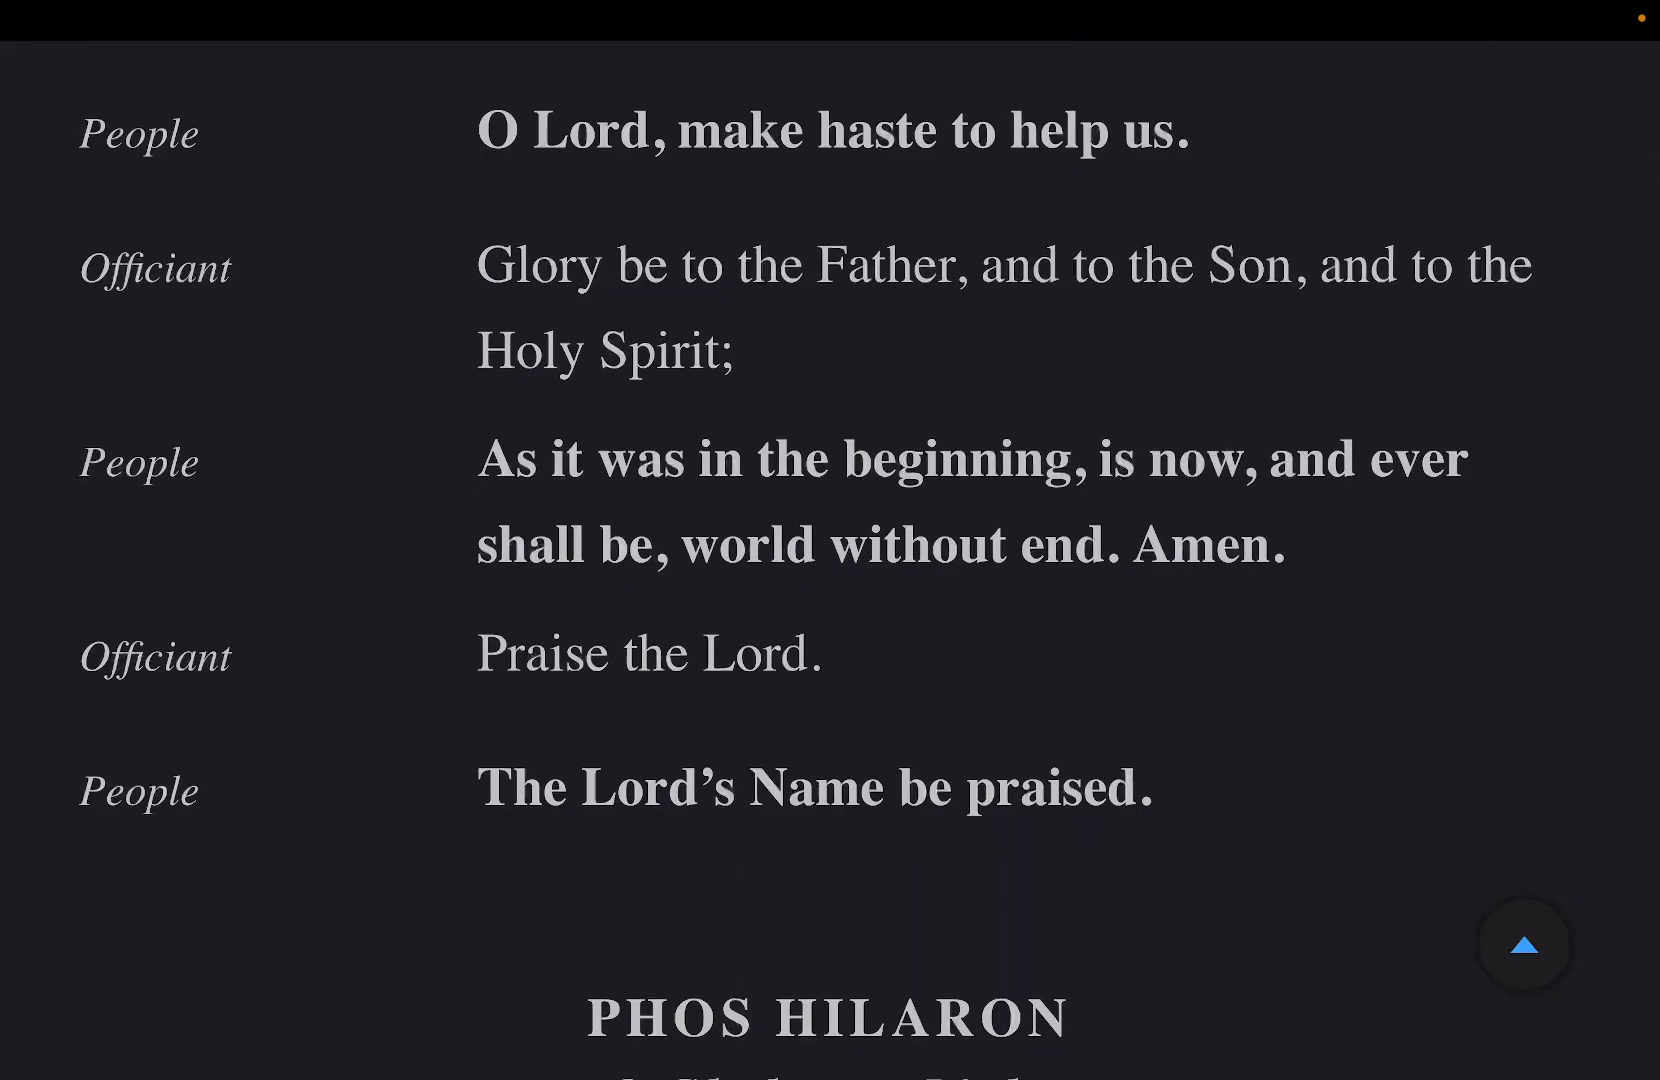 People O Lord, make haste to help us.
Officiant Glory be to the Father, and to the Son, and to the
Holy Spirit;
People As it was in the beginning, is now, and ever
shall be, world without end. Amen.
Officiant Praise the Lord.
People The Lord’s Name be praised.
PHOS HILARON